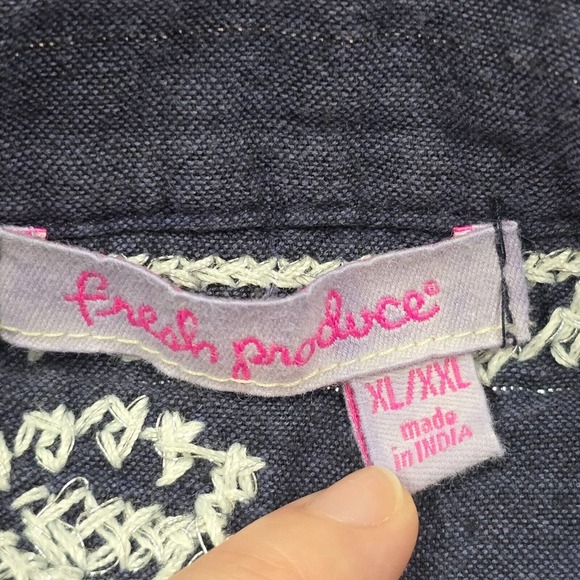 fresh produce®
XL/XXL
made
in INDIA